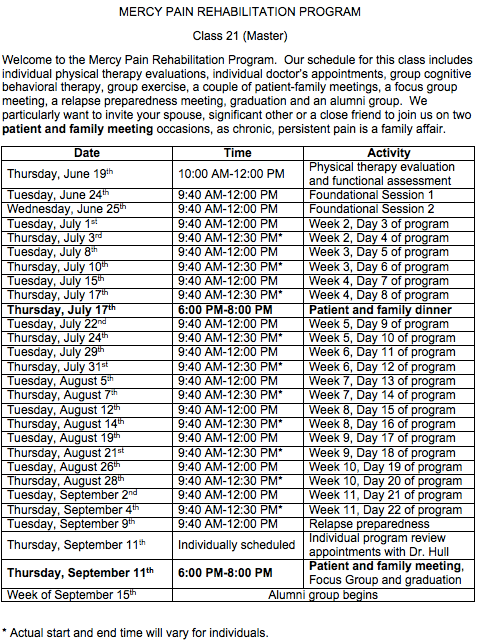 MERCY PAIN REHABILITATION PROGRAM
Class 21 (Master)
Welcome to the Mercy Pain Rehabilitation Program.  Our schedule for this class includes
individual physical therapy evaluations, individual doctor's appointments, group cognitive
behavioral therapy, group exercise, a couple of patient-family meetings, a focus group
meeting, a relapse preparedness meeting, graduation and an alumni group.  We
particularly want to invite your spouse, significant other or a close friend to join us on two
patient and family meeting occasions, as chronic, persistent pain is a family affair.
Date Time Activity
Thursday, June 19th 10:00 AM-12:00 PM Physical therapy evaluation
and functional assessment
Tuesday, June 24th 9:40 AM-12:00 PM Foundational Session 1
Wednesday, June 25th 9:40 AM-12:00 PM Foundational Session 2
Tuesday, July 1st 9:40 AM-12:00 PM Week 2, Day 3 of program
Thursday, July 3rd 9:40 AM-12:30 PM* Week 2, Day 4 of program
Tuesday, July 8th 9:40 AM-12:00 PM Week 3, Day 5 of program
Thursday, July 10th 9:40 AM-12:30 PM* Week 3, Day 6 of program
Tuesday, July 15th 9:40 AM-12:00 PM Week 4, Day 7 of program
Thursday, July 17th 9:40 AM-12:30 PM* Week 4, Day 8 of program
Thursday, July 17th 6:00 PM-8:00 PM Patient and family dinner
Tuesday, July 22nd 9:40 AM-12:00 PM Week 5, Day 9 of program
Thursday, July 24th 9:40 AM-12:30 PM* Week 5, Day 10 of program
Tuesday, July 29th 9:40 AM-12:00 PM Week 6, Day 11 of program
Thursday, July 31st 9:40 AM-12:30 PM* Week 6, Day 12 of program
Tuesday, August 5th 9:40 AM-12:00 PM Week 7, Day 13 of program
Thursday, August 7th 9:40 AM-12:30 PM* Week 7, Day 14 of program
Tuesday, August 12th 9:40 AM-12:00 PM Week 8, Day 15 of program
Thursday, August 14th 9:40 AM-12:30 PM* Week 8, Day 16 of program
Tuesday, August 19th 9:40 AM-12:00 PM Week 9, Day 17 of program
Thursday, August 21st 9:40 AM-12:30 PM* Week 9, Day 18 of program
Tuesday, August 26th 9:40 AM-12:00 PM Week 10, Day 19 of program
Thursday, August 28th 9:40 AM-12:30 PM* Week 10, Day 20 of program
Tuesday, September 2nd 9:40 AM-12:00 PM Week 11, Day 21 of program
Thursday, September 4th 9:40 AM-12:30 PM* Week 11, Day 22 of program
Tuesday, September 9th 9:40 AM-12:00 PM Relapse preparedness
Thursday, September 11th Individually scheduled Individual program review
appointments with Dr. Hull
Thursday, September 11th 6:00 PM-8:00 PM Patient and family meeting,
Focus Group and graduation
Week of September 15th Alumni group begins
* Actual start and end time will vary for individuals.